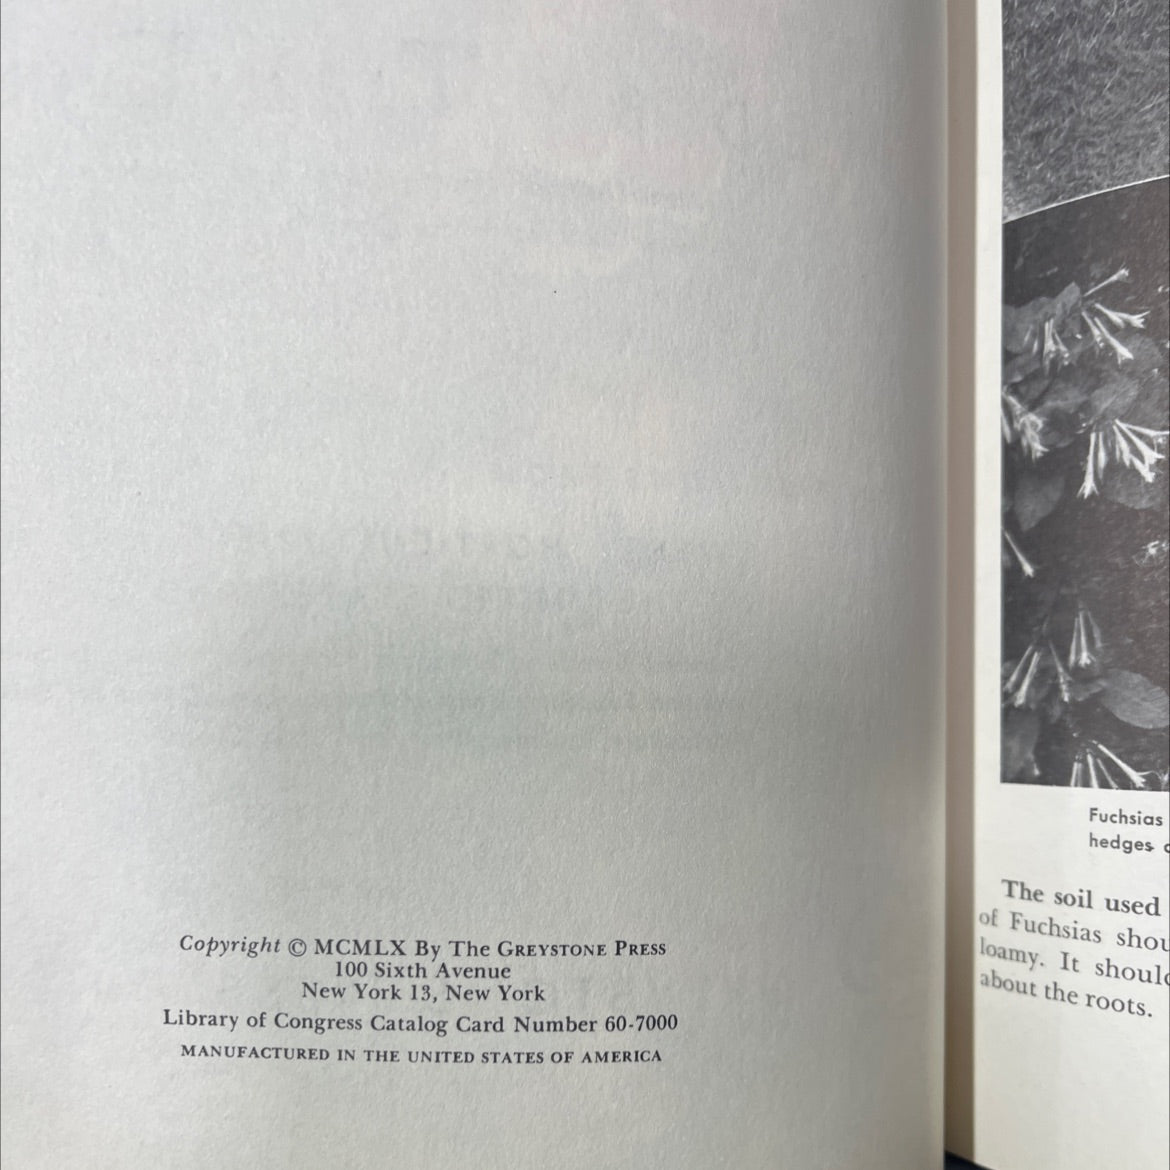 Copyright © MCMLX By The Greystone Press
100 Sixth Avenue
New York 13, New York
Library of Congress Catalog Card Number 60-7000
MANUFACTURED IN THE UNITED STATES OF AMERICA
Fuchsias
hedges
The soil used
of Fuchsias
loamy. It
about the roots.